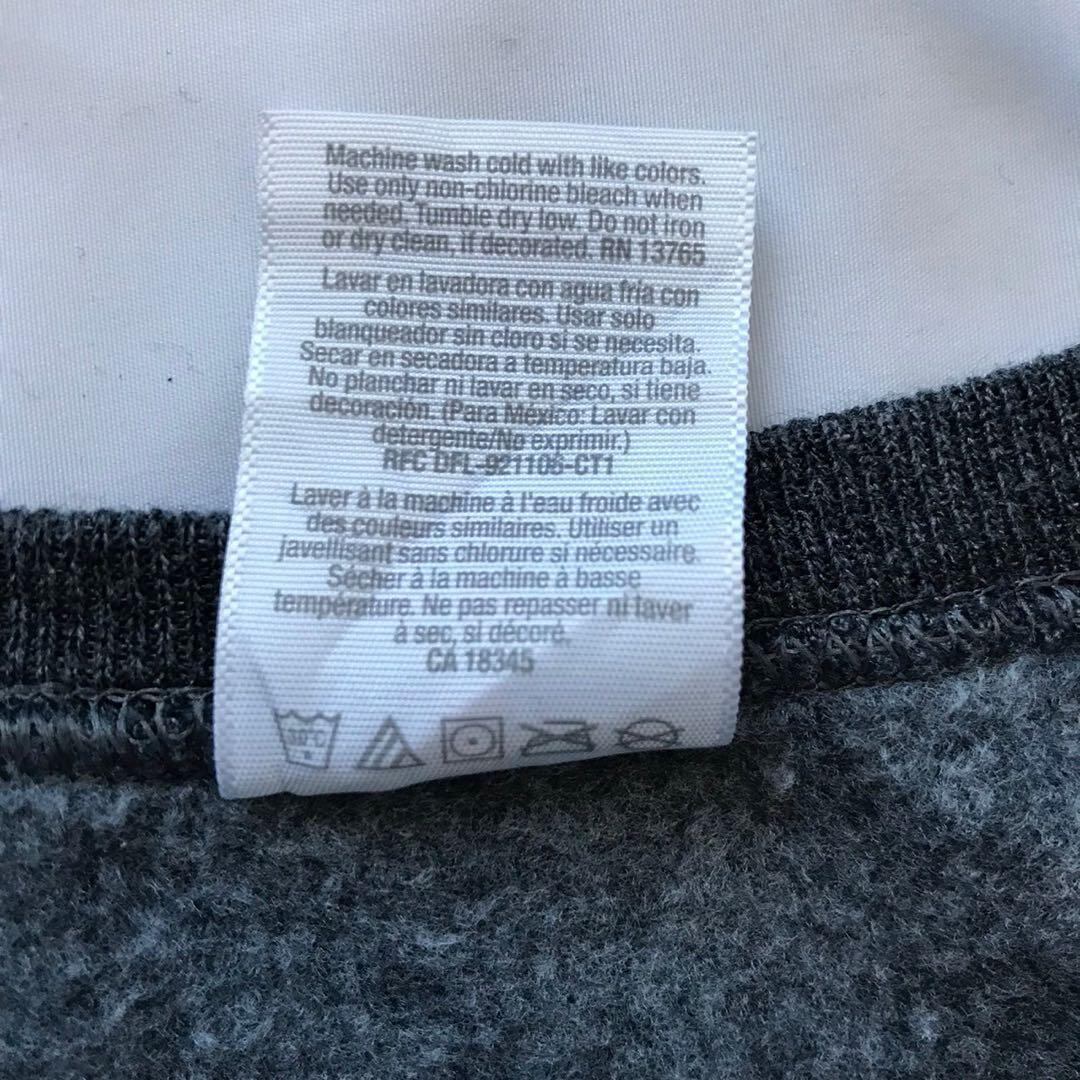 Machine wash cold with like colors.
Use only non-chlorine bleach when
needed. Tumble dry low. Do not iron
or dry clean, if decorated. RN 13765
Lavar en lavadora con agua fría con
colores similares. Usar solo
blanqueador sin cloro si se necesita.
Secar en secadora a temperatura baja.
No planchar ni lavar en seco, si tiene
decoración. (Para México: Lavar con
detergente/No exprimir.)
RFC DFL-921106-CT1
Laver à la machine à l'eau froide avec
des couleurs similaires. Utiliser un
javellisant sans chlorure si nécessaire.
Sécher à la machine à basse
température. Ne pas repasser ni laver
à sec, si décoré.
CA 18345
30°C